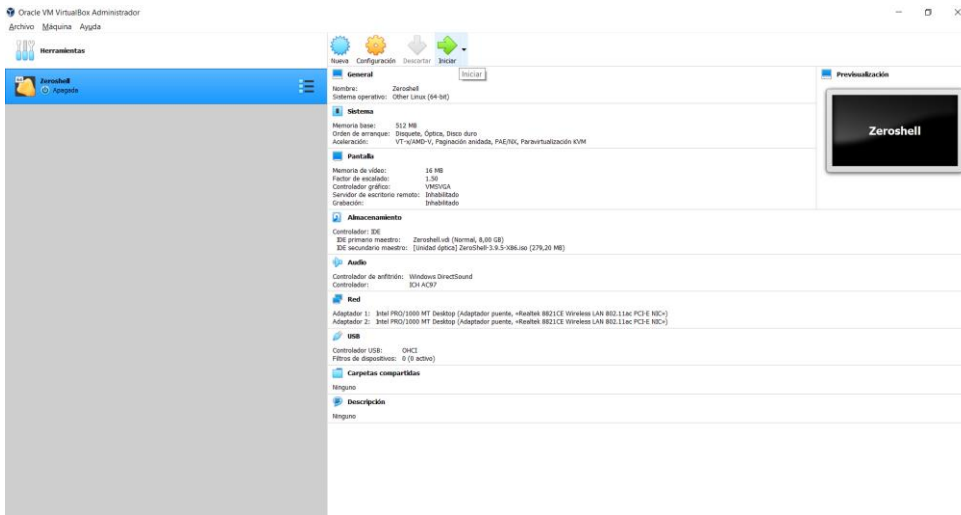 Oracle VM VirtualBox Administrador
Archivo Máquina Ayuda
Herramientas
Zeroshell
Apagada
Nueva Configuración Descartar Iniciar
Iniciar
General
Nombre: Zeroshell
Sistema operativo: Other Linux (64-bit)
Sistema
Memoria base: 512 MB
Orden de arranque: Disquete, Óptica, Disco duro
Aceleración: VT-x/AMD-V, Paginación anidada, PAE/NX, Paravirtualización KVM
Pantalla
Memoria de vídeo: 16 MB
Factor de escalado: 1.50
Controlador gráfico: VMSVGA
Servidor de escritorio remoto: Inhabilitado
Grabación: Inhabilitado
Almacenamiento
Controlador: IDE
IDE primario maestro: Zeroshell.vdi (Normal, 8,00 GB)
IDE secundario maestro: [Unidad óptica] ZeroShell-3.9.5-X86.iso (279,20 MB)
Audio
Controlador de anfitrión: Windows DirectSound
Controlador: ICH AC97
Red
Adaptador 1: Intel PRO/1000 MT Desktop (Adaptador puente, «Realtek 8821CE Wireless LAN 802.11ac PCI-E NIC»)
Adaptador 2: Intel PRO/1000 MT Desktop (Adaptador puente, «Realtek 8821CE Wireless LAN 802.11ac PCI-E NIC»)
USB
Controlador USB: OHCI
Filtros de dispositivos: 0 (0 activo)
Carpetas compartidas
Ninguno
Descripción
Ninguno
Previsualización
Zeroshell